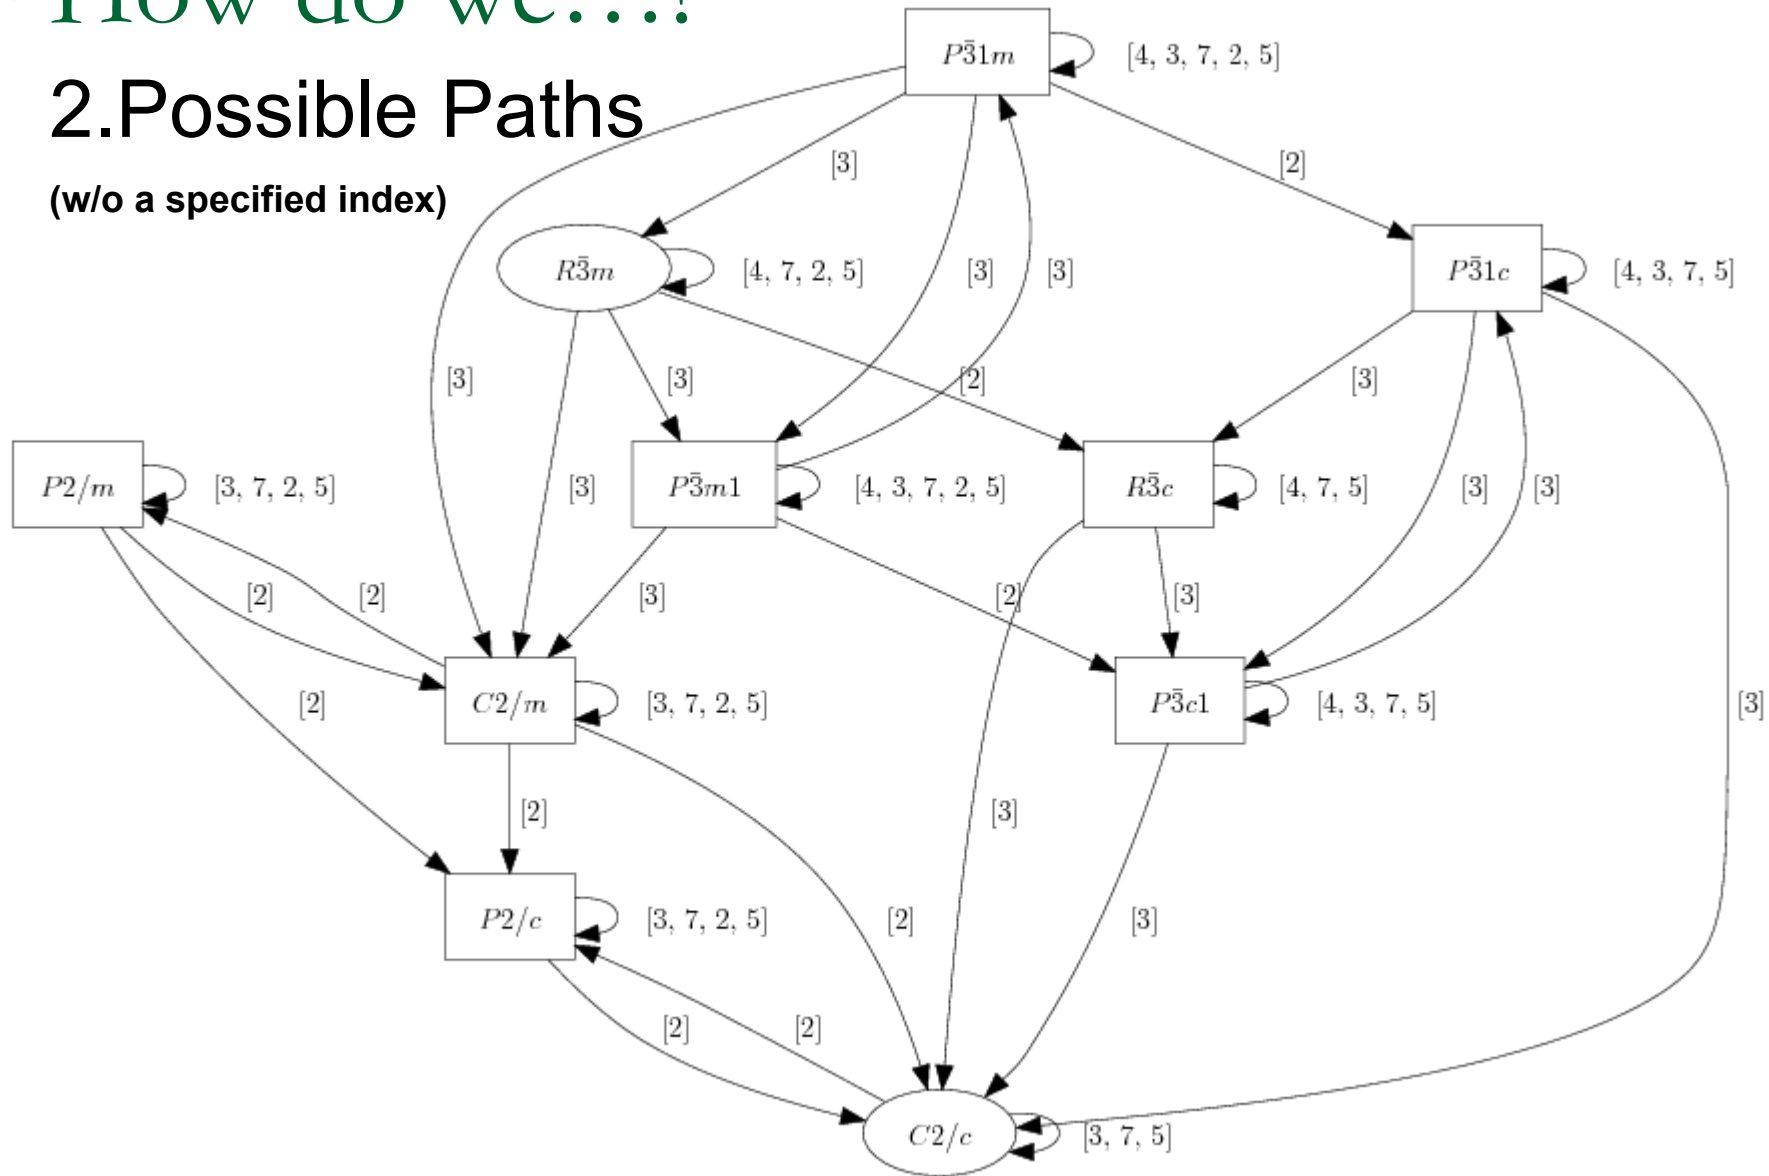 How do we…?
2.Possible Paths
(w/o a specified index)
P3̄1m
[4, 3, 7, 2, 5]
[3]
[2]
R3̄m
[4, 7, 2, 5]
[3]
[3]
P3̄1c
[4, 3, 7, 5]
[3]
[3]
[2]
[3]
P2/m
[3, 7, 2, 5]
[3]
P3̄m1
[4, 3, 7, 2, 5]
R3̄c
[4, 7, 5]
[3]
[3]
[2]
[2]
[3]
[2]
[3]
[2]
C2/m
[3, 7, 2, 5]
P3̄c1
[4, 3, 7, 5]
[3]
[2]
[3]
P2/c
[3, 7, 2, 5]
[2]
[3]
[2]
[2]
C2/c
[3, 7, 5]